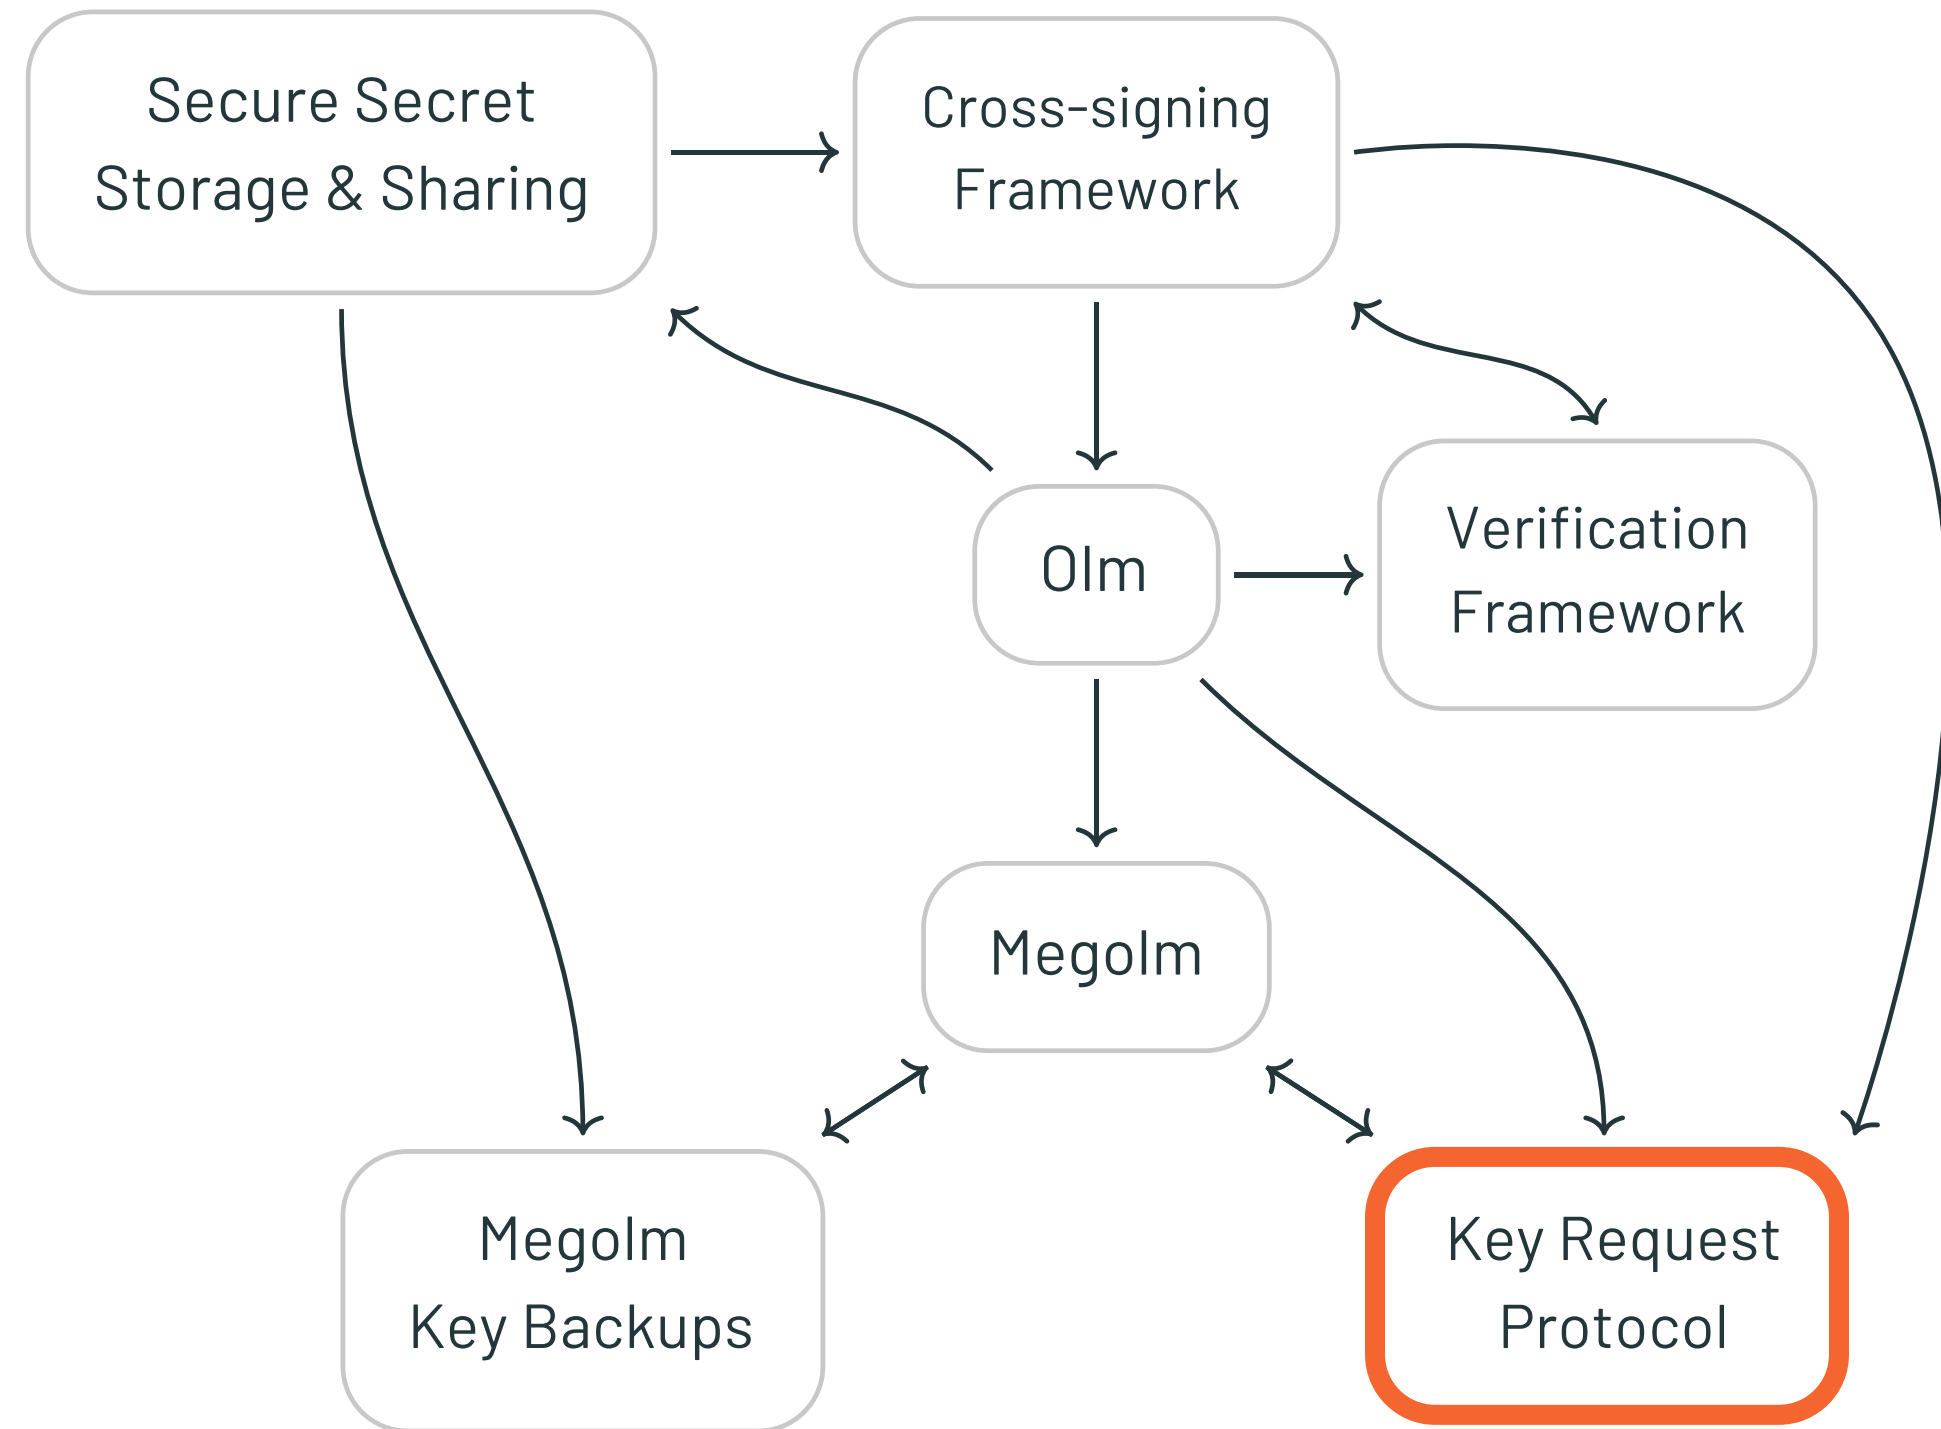 Secure Secret
Storage & Sharing
Cross-signing
Framework
Olm
Verification
Framework
Megolm
Megolm
Key Backups
Key Request
Protocol